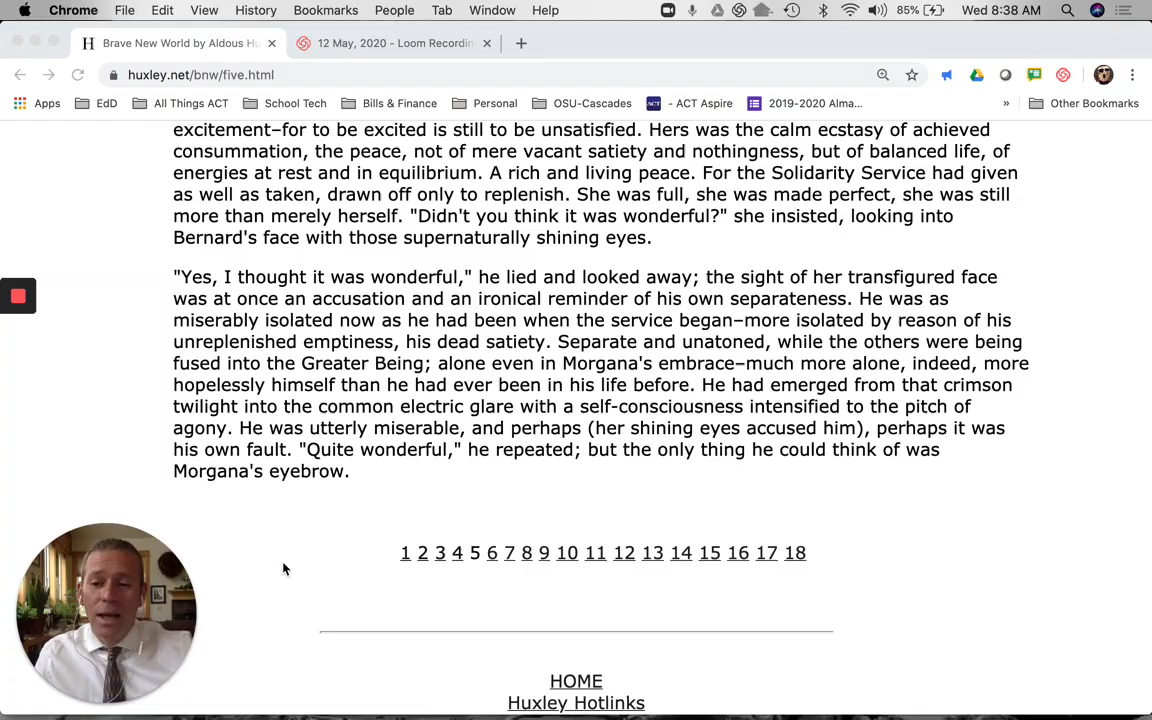 Chrome File Edit View History Bookmarks People Tab Window Help 85% Wed 8:38 AM
H Brave New World by Aldous Hu 12 May, 2020 - Loom Recordin
huxley.net/bnw/five.html
Apps EdD All Things ACT School Tech Bills & Finance Personal OSU-Cascades ACT - ACT Aspire 2019-2020 Alma... » Other Bookmarks
excitement–for to be excited is still to be unsatisfied. Hers was the calm ecstasy of achieved
consummation, the peace, not of mere vacant satiety and nothingness, but of balanced life, of
energies at rest and in equilibrium. A rich and living peace. For the Solidarity Service had given
as well as taken, drawn off only to replenish. She was full, she was made perfect, she was still
more than merely herself. "Didn't you think it was wonderful?" she insisted, looking into
Bernard's face with those supernaturally shining eyes.
"Yes, I thought it was wonderful," he lied and looked away; the sight of her transfigured face
was at once an accusation and an ironical reminder of his own separateness. He was as
miserably isolated now as he had been when the service began–more isolated by reason of his
unreplenished emptiness, his dead satiety. Separate and unatoned, while the others were being
fused into the Greater Being; alone even in Morgana's embrace–much more alone, indeed, more
hopelessly himself than he had ever been in his life before. He had emerged from that crimson
twilight into the common electric glare with a self-consciousness intensified to the pitch of
agony. He was utterly miserable, and perhaps (her shining eyes accused him), perhaps it was
his own fault. "Quite wonderful," he repeated; but the only thing he could think of was
Morgana's eyebrow.
1 2 3 4 5 6 7 8 9 10 11 12 13 14 15 16 17 18
HOME
Huxley Hotlinks